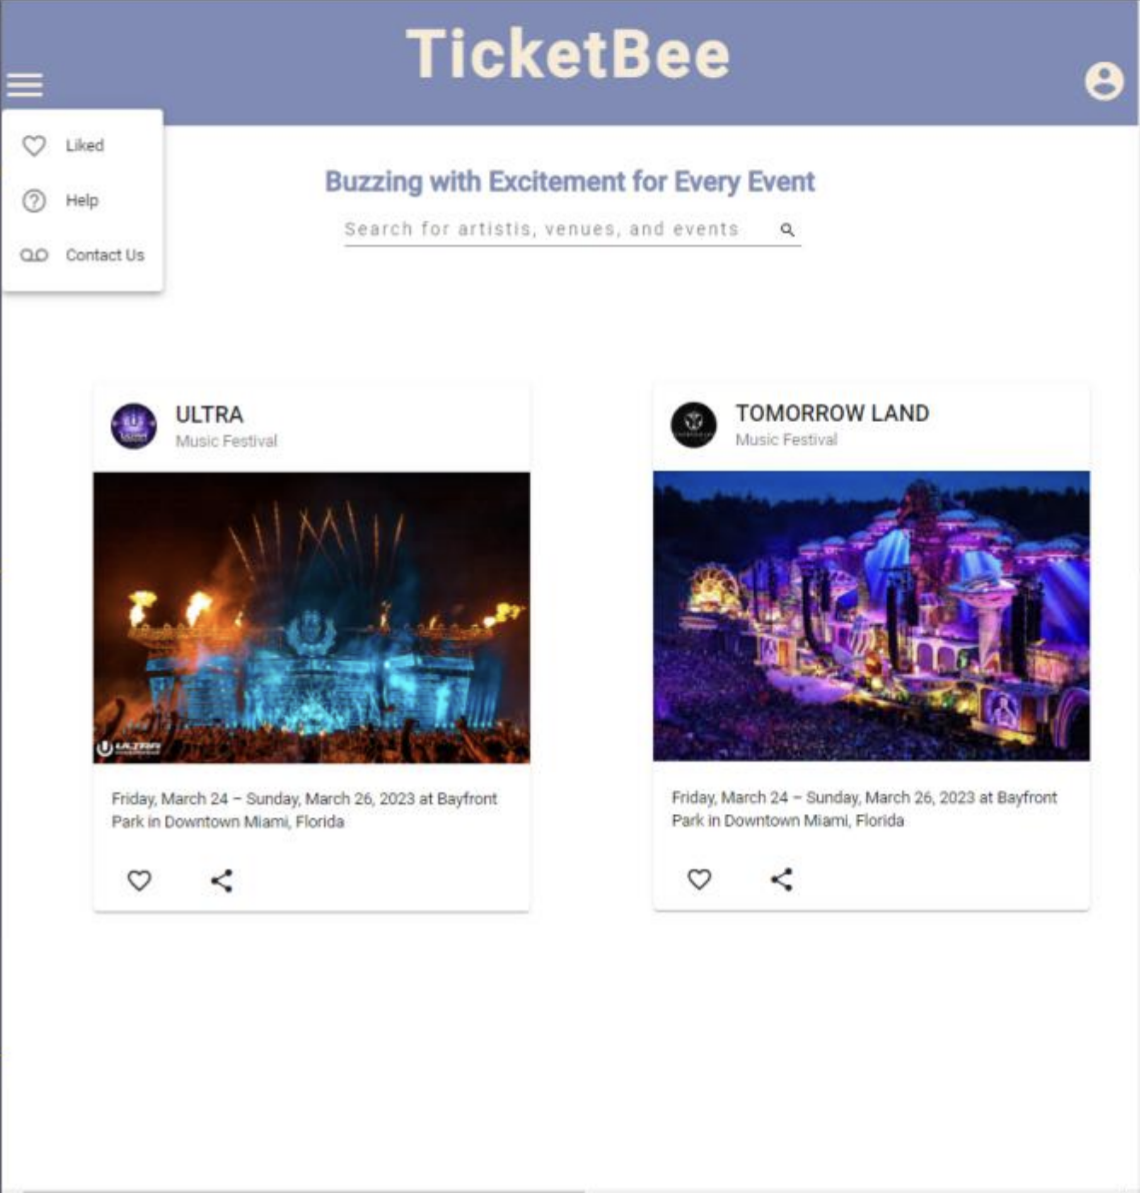 TicketBee
Liked
Help
Contact Us
Buzzing with Excitement for Every Event
Search for artistis, venues, and events
ULTRA
Music Festival
ULTRA
Friday, March 24 – Sunday, March 26, 2023 at Bayfront
Park in Downtown Miami, Florida
TOMORROW LAND
Music Festival
Friday, March 24 – Sunday, March 26, 2023 at Bayfront
Park in Downtown Miami, Florida